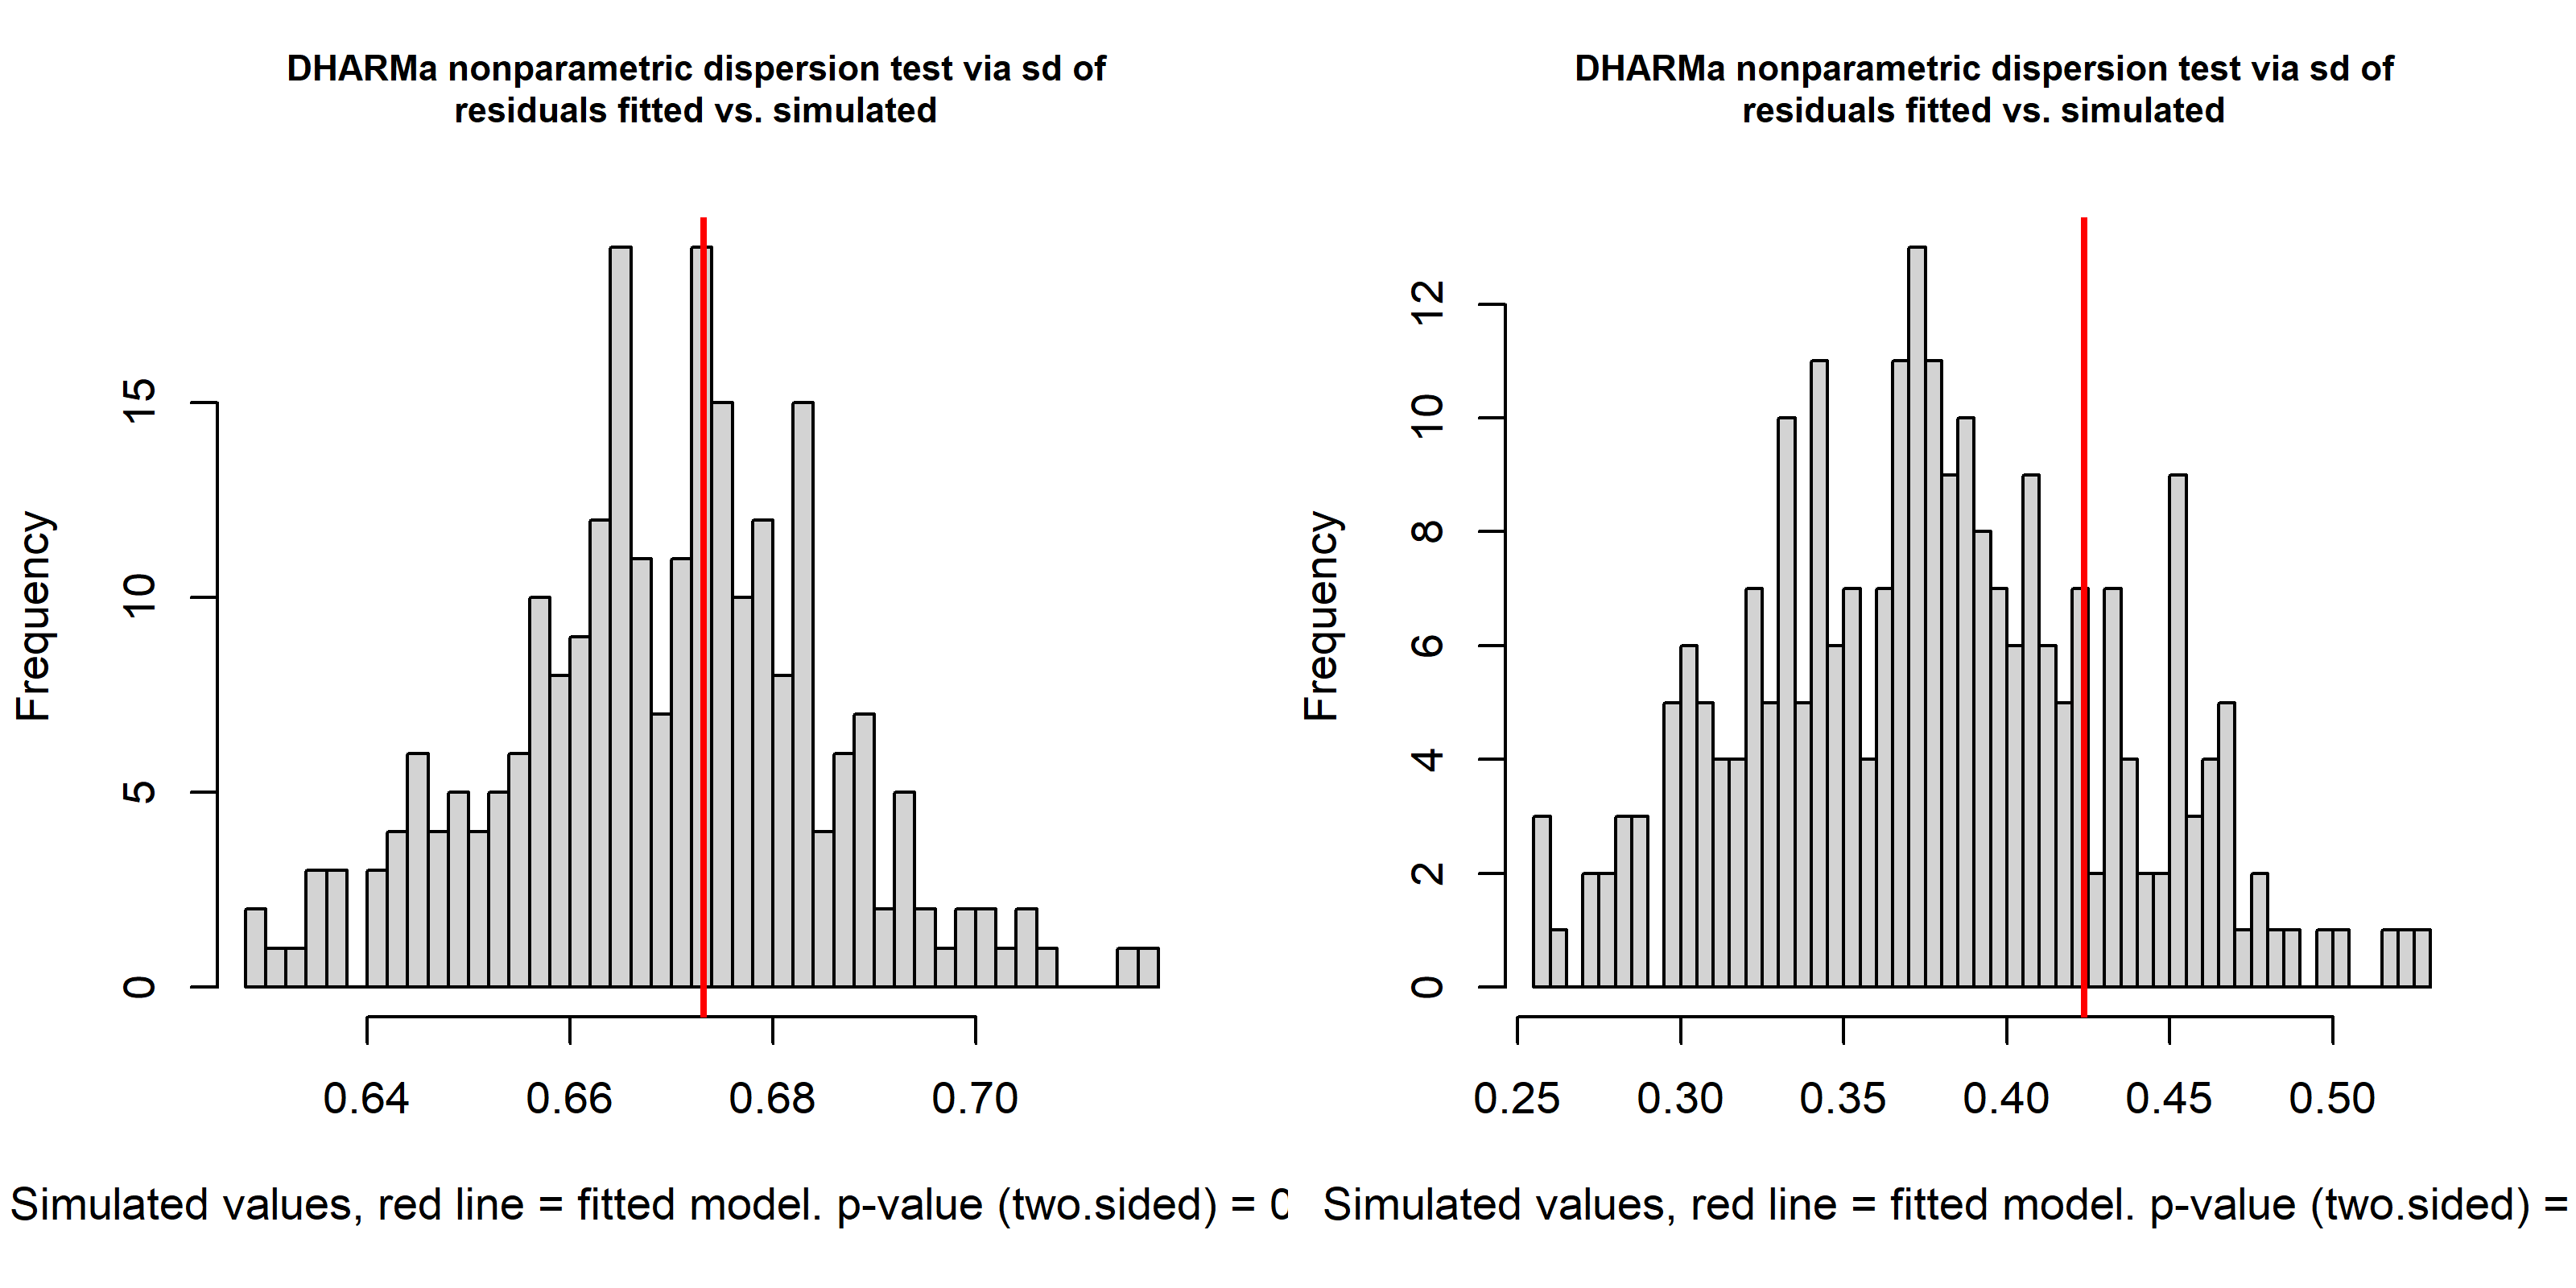 DHARMa nonparametric dispersion test via sd of
residuals fitted vs. simulated
Frequency
15
10
5
0
0.64 0.66 0.68 0.70
Simulated values, red line = fitted model. p-value (two.sided) = 0
DHARMa nonparametric dispersion test via sd of
residuals fitted vs. simulated
Frequency
12
10
8
6
4
2
0
0.25 0.30 0.35 0.40 0.45 0.50
Simulated values, red line = fitted model. p-value (two.sided) =